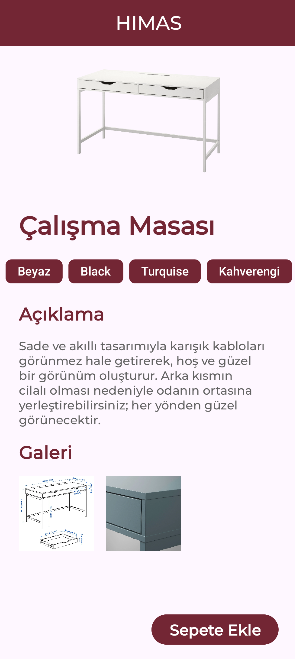 HIMAS
Çalışma Masası
Beyaz
Black
Turquise
Kahverengi
Açıklama
Sade ve akıllı tasarımıyla karışık kabloları
görünmez hale getirerek, hoş ve güzel
bir görünüm oluşturur. Arka kısmın
cilalı olması nedeniyle odanın ortasına
yerleştirebilirsiniz; her yönden güzel
görünecektir.
Galeri
Sepete Ekle